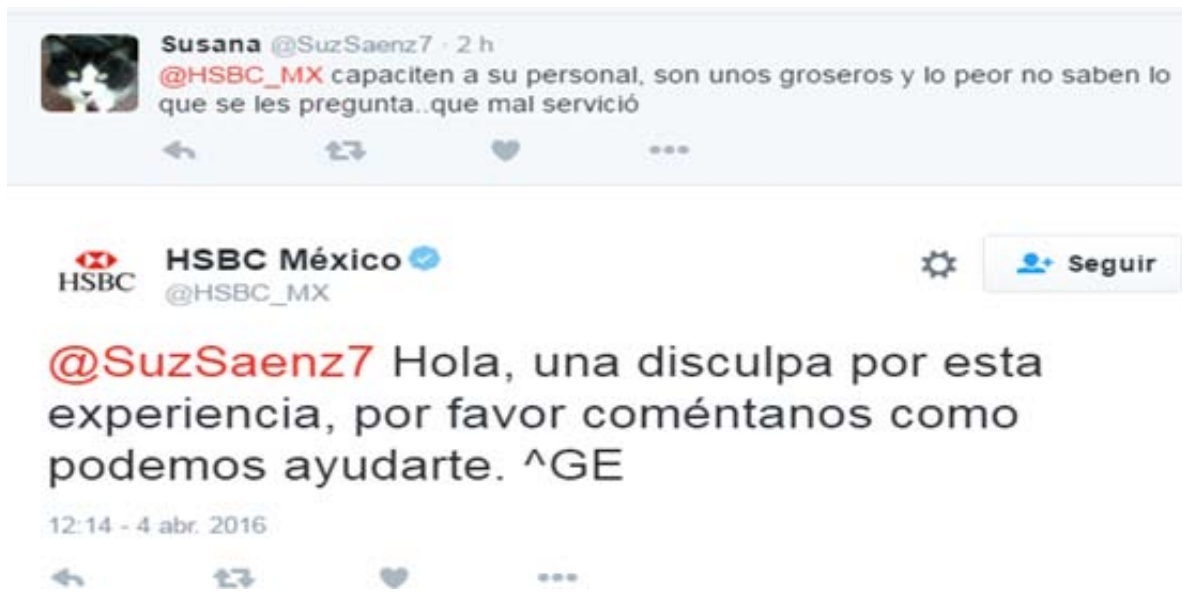 Susana @SuzSaenz7 · 2 h
@HSBC_MX capaciten a su personal, son unos groseros y lo peor no saben lo
que se les pregunta..que mal servició
HSBC
HSBC México
@HSBC_MX
Seguir
@SuzSaenz7 Hola, una disculpa por esta
experiencia, por favor coméntanos como
podemos ayudarte. ^GE
12:14 - 4 abr. 2016